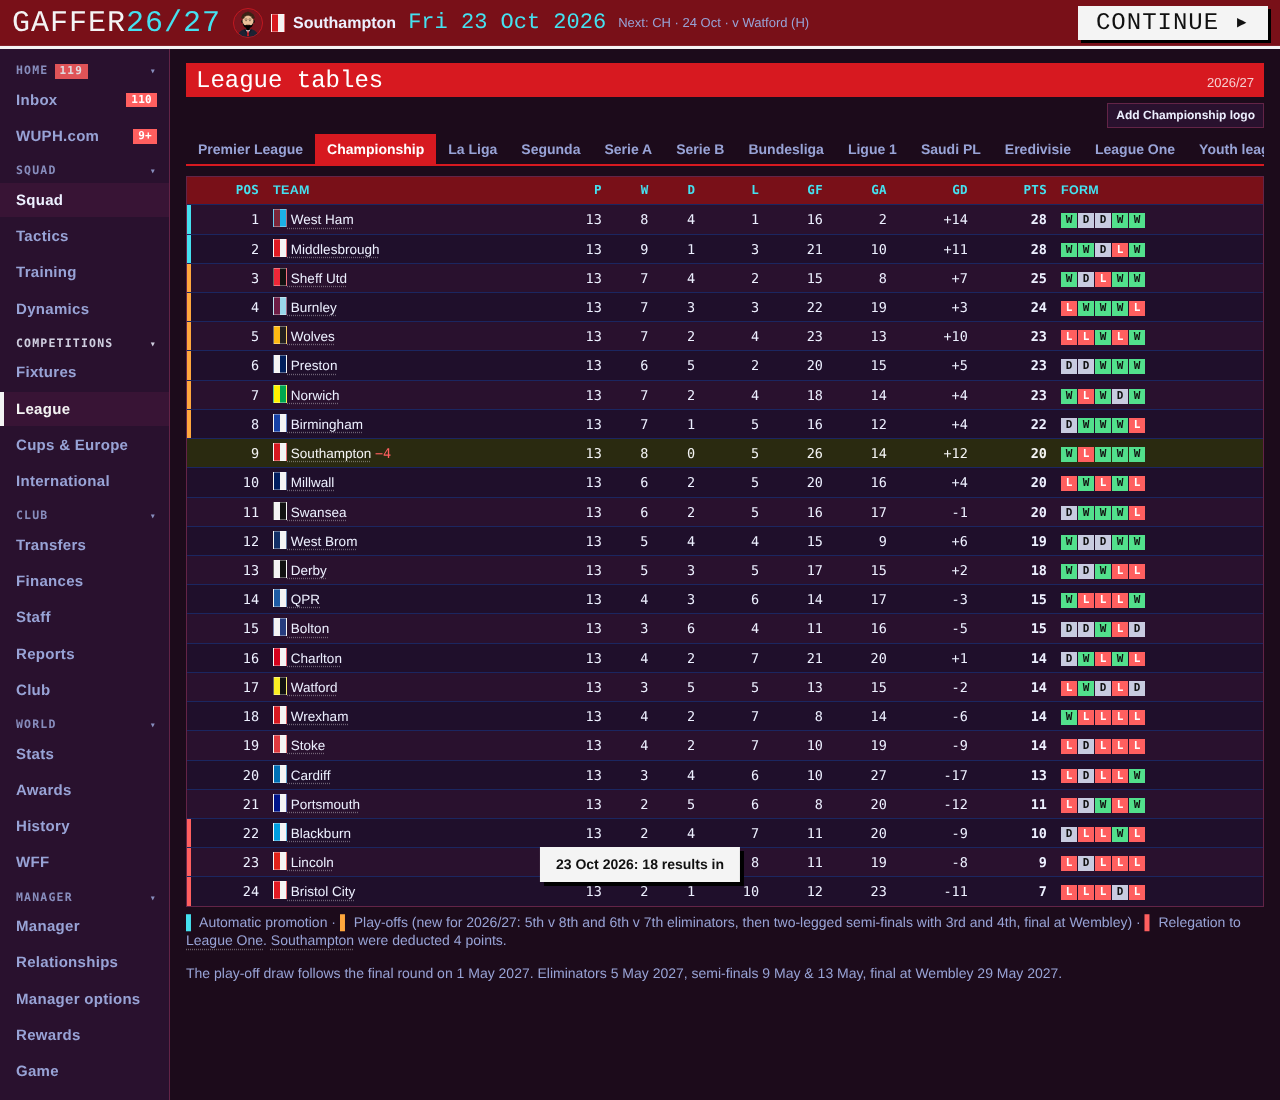 GAFFER26/27 Southampton Fri 23 Oct 2026 Next: CH · 24 Oct · v Watford (H) CONTINUE ►
HOME 119 ▾
Inbox 110
WUPH.com 9+
SQUAD ▾
Squad
Tactics
Training
Dynamics
COMPETITIONS ▾
Fixtures
League
Cups & Europe
International
CLUB ▾
Transfers
Finances
Staff
Reports
Club
WORLD ▾
Stats
Awards
History
WFF
MANAGER ▾
Manager
Relationships
Manager options
Rewards
Game
League tables 2026/27
Add Championship logo
Premier League Championship La Liga Segunda Serie A Serie B Bundesliga Ligue 1 Saudi PL Eredivisie League One Youth leag
POS TEAM P W D L GF GA GD PTS FORM
1 West Ham 13 8 4 1 16 2 +14 28 W D D W W
2 Middlesbrough 13 9 1 3 21 10 +11 28 W W D L W
3 Sheff Utd 13 7 4 2 15 8 +7 25 W D L W W
4 Burnley 13 7 3 3 22 19 +3 24 L W W W L
5 Wolves 13 7 2 4 23 13 +10 23 L L W L W
6 Preston 13 6 5 2 20 15 +5 23 D D W W W
7 Norwich 13 7 2 4 18 14 +4 23 W L W D W
8 Birmingham 13 7 1 5 16 12 +4 22 D W W W L
9 Southampton −4 13 8 0 5 26 14 +12 20 W L W W W
10 Millwall 13 6 2 5 20 16 +4 20 L W L W L
11 Swansea 13 6 2 5 16 17 -1 20 D W W W L
12 West Brom 13 5 4 4 15 9 +6 19 W D D W W
13 Derby 13 5 3 5 17 15 +2 18 W D W L L
14 QPR 13 4 3 6 14 17 -3 15 W L L L W
15 Bolton 13 3 6 4 11 16 -5 15 D D W L D
16 Charlton 13 4 2 7 21 20 +1 14 D W L W L
17 Watford 13 3 5 5 13 15 -2 14 L W D L D
18 Wrexham 13 4 2 7 8 14 -6 14 W L L L L
19 Stoke 13 4 2 7 10 19 -9 14 L D L L L
20 Cardiff 13 3 4 6 10 27 -17 13 L D L L W
21 Portsmouth 13 2 5 6 8 20 -12 11 L D W L W
22 Blackburn 13 2 4 7 11 20 -9 10 D L L W L
23 Lincoln 8 11 19 -8 9 L D L L L
23 Oct 2026: 18 results in
24 Bristol City 13 2 1 10 12 23 -11 7 L L L D L
Automatic promotion · Play-offs (new for 2026/27: 5th v 8th and 6th v 7th eliminators, then two-legged semi-finals with 3rd and 4th, final at Wembley) · Relegation to
League One. Southampton were deducted 4 points.
The play-off draw follows the final round on 1 May 2027. Eliminators 5 May 2027, semi-finals 9 May & 13 May, final at Wembley 29 May 2027.